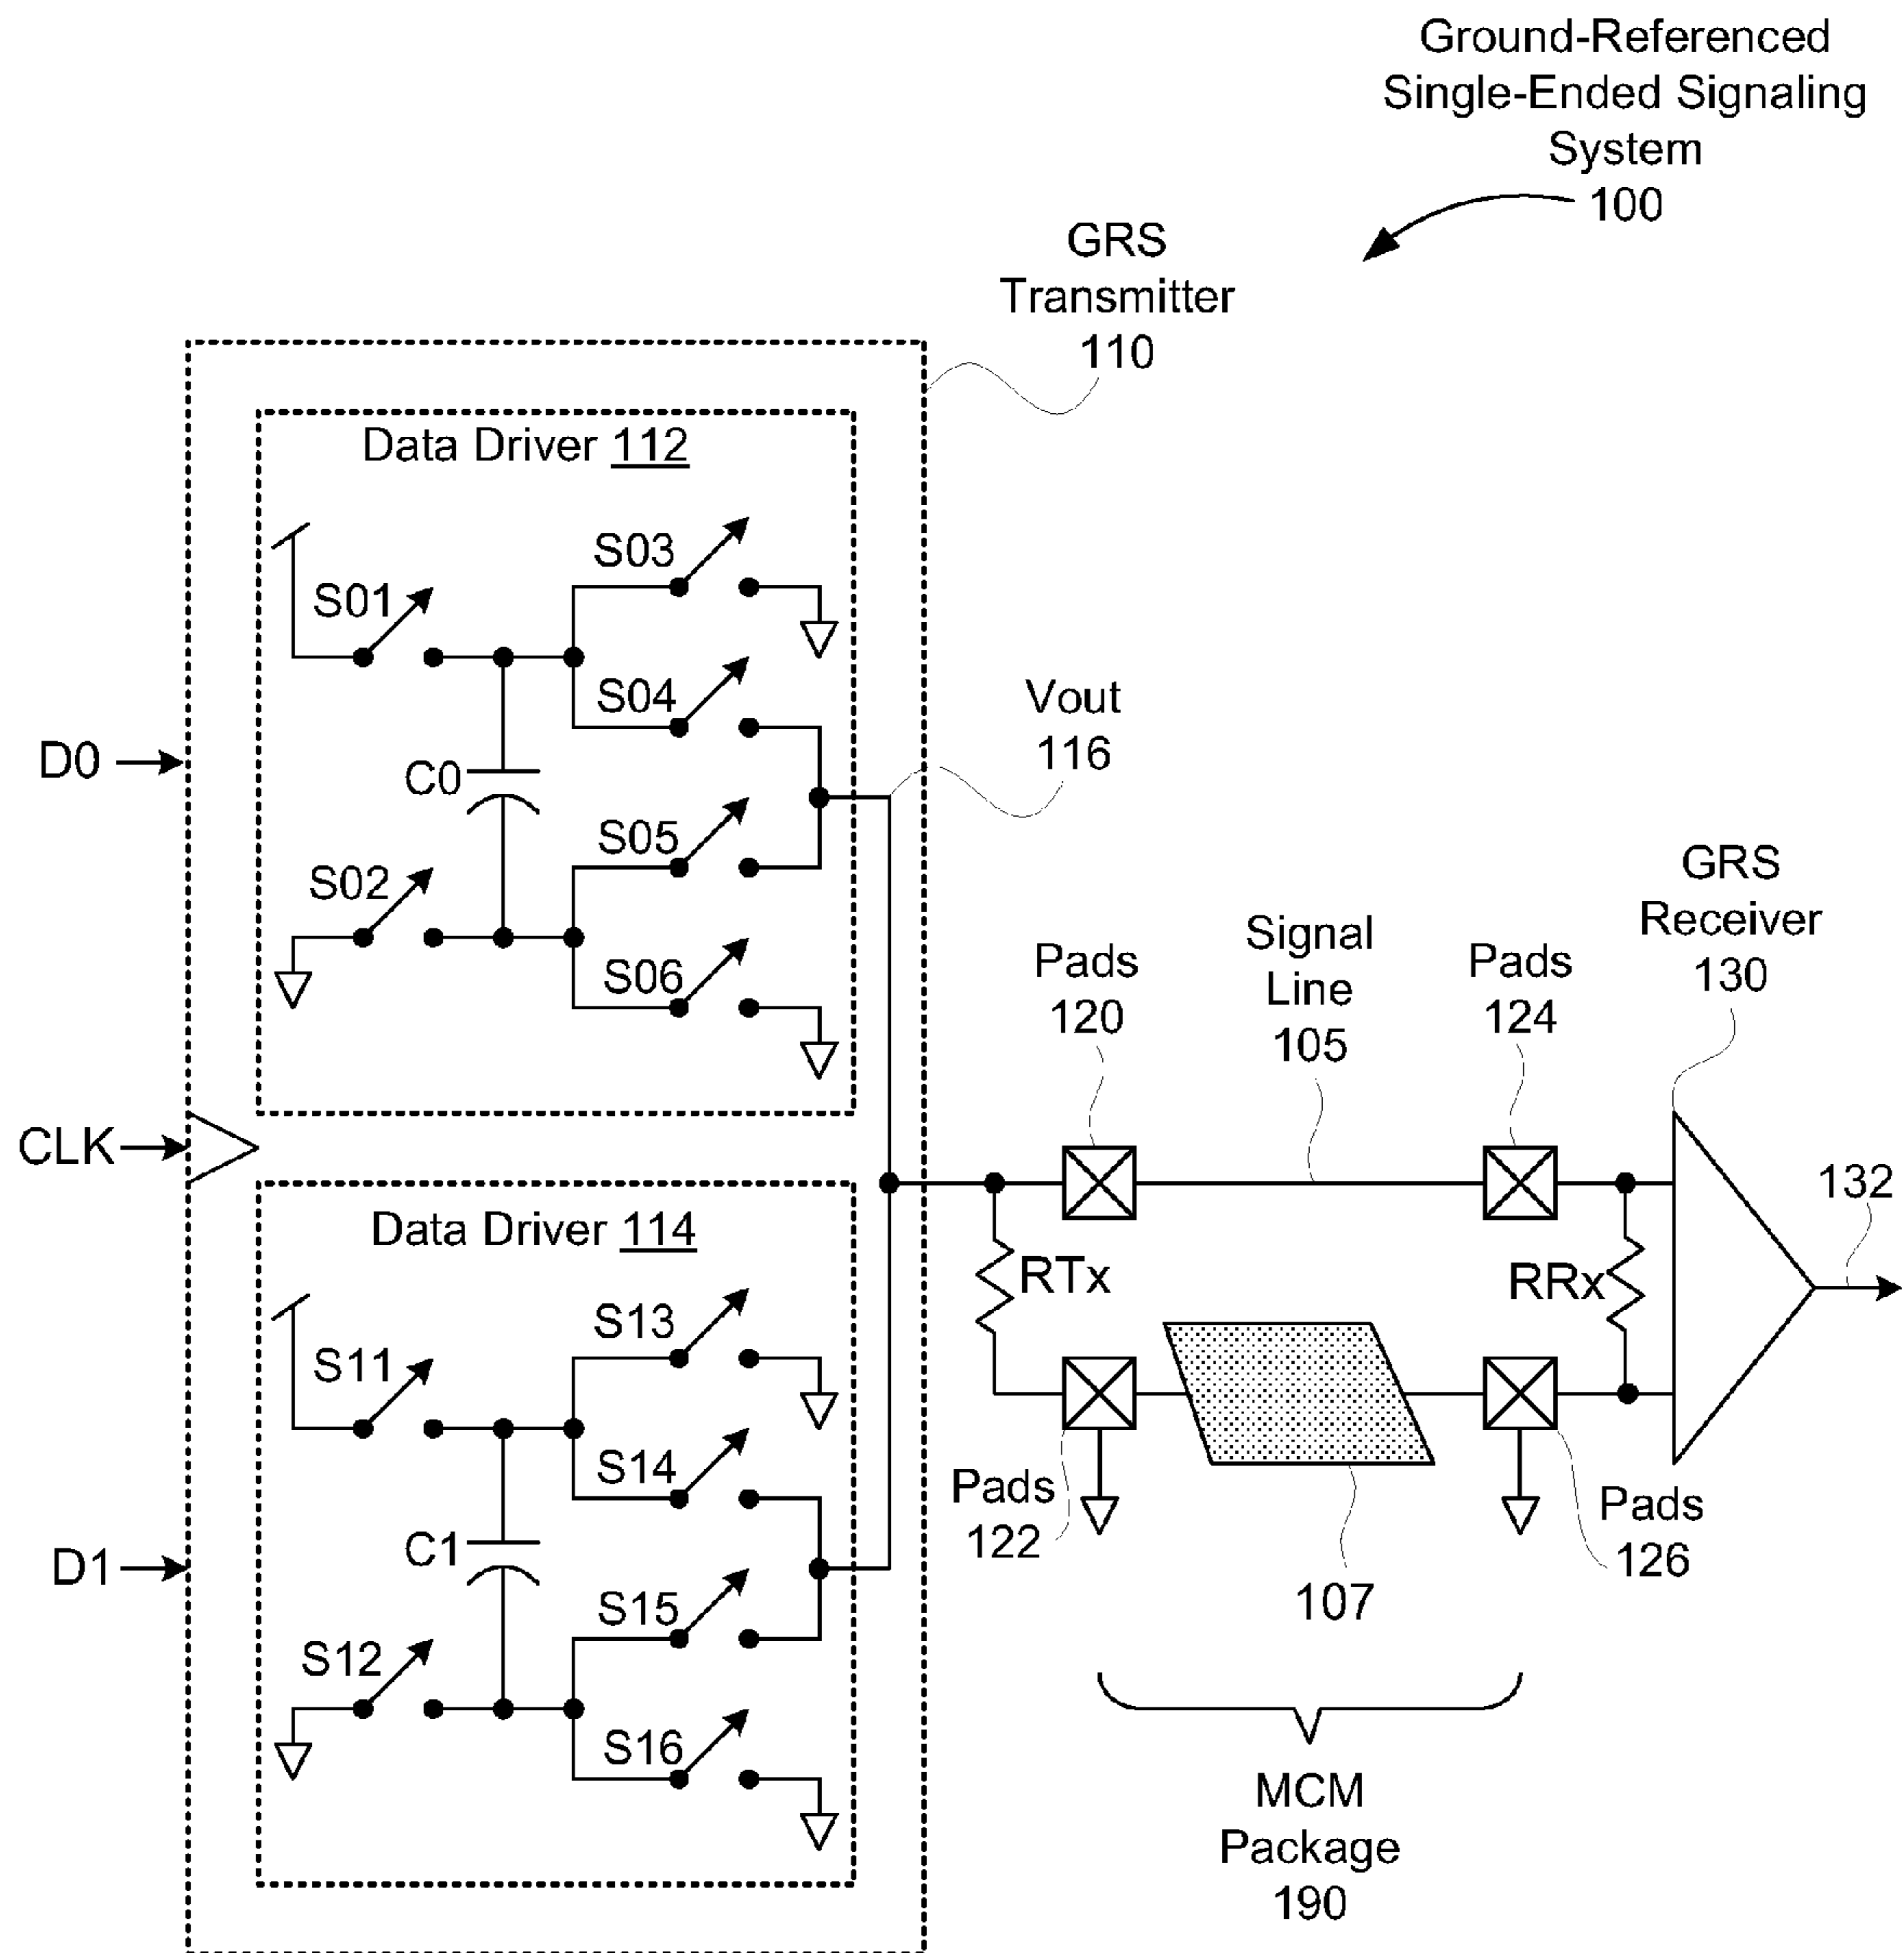 Ground-Referenced
Single-Ended Signaling
System
100
GRS
Transmitter
110
Data Driver 112
S01
S02
S03
S04
S05
S06
C0
D0
CLK
Vout
116
Data Driver 114
S11
S12
S13
S14
S15
S16
C1
D1
RTx
Pads
120
Pads
122
Signal
Line
105
107
Pads
124
Pads
126
RRx
GRS
Receiver
130
132
MCM
Package
190